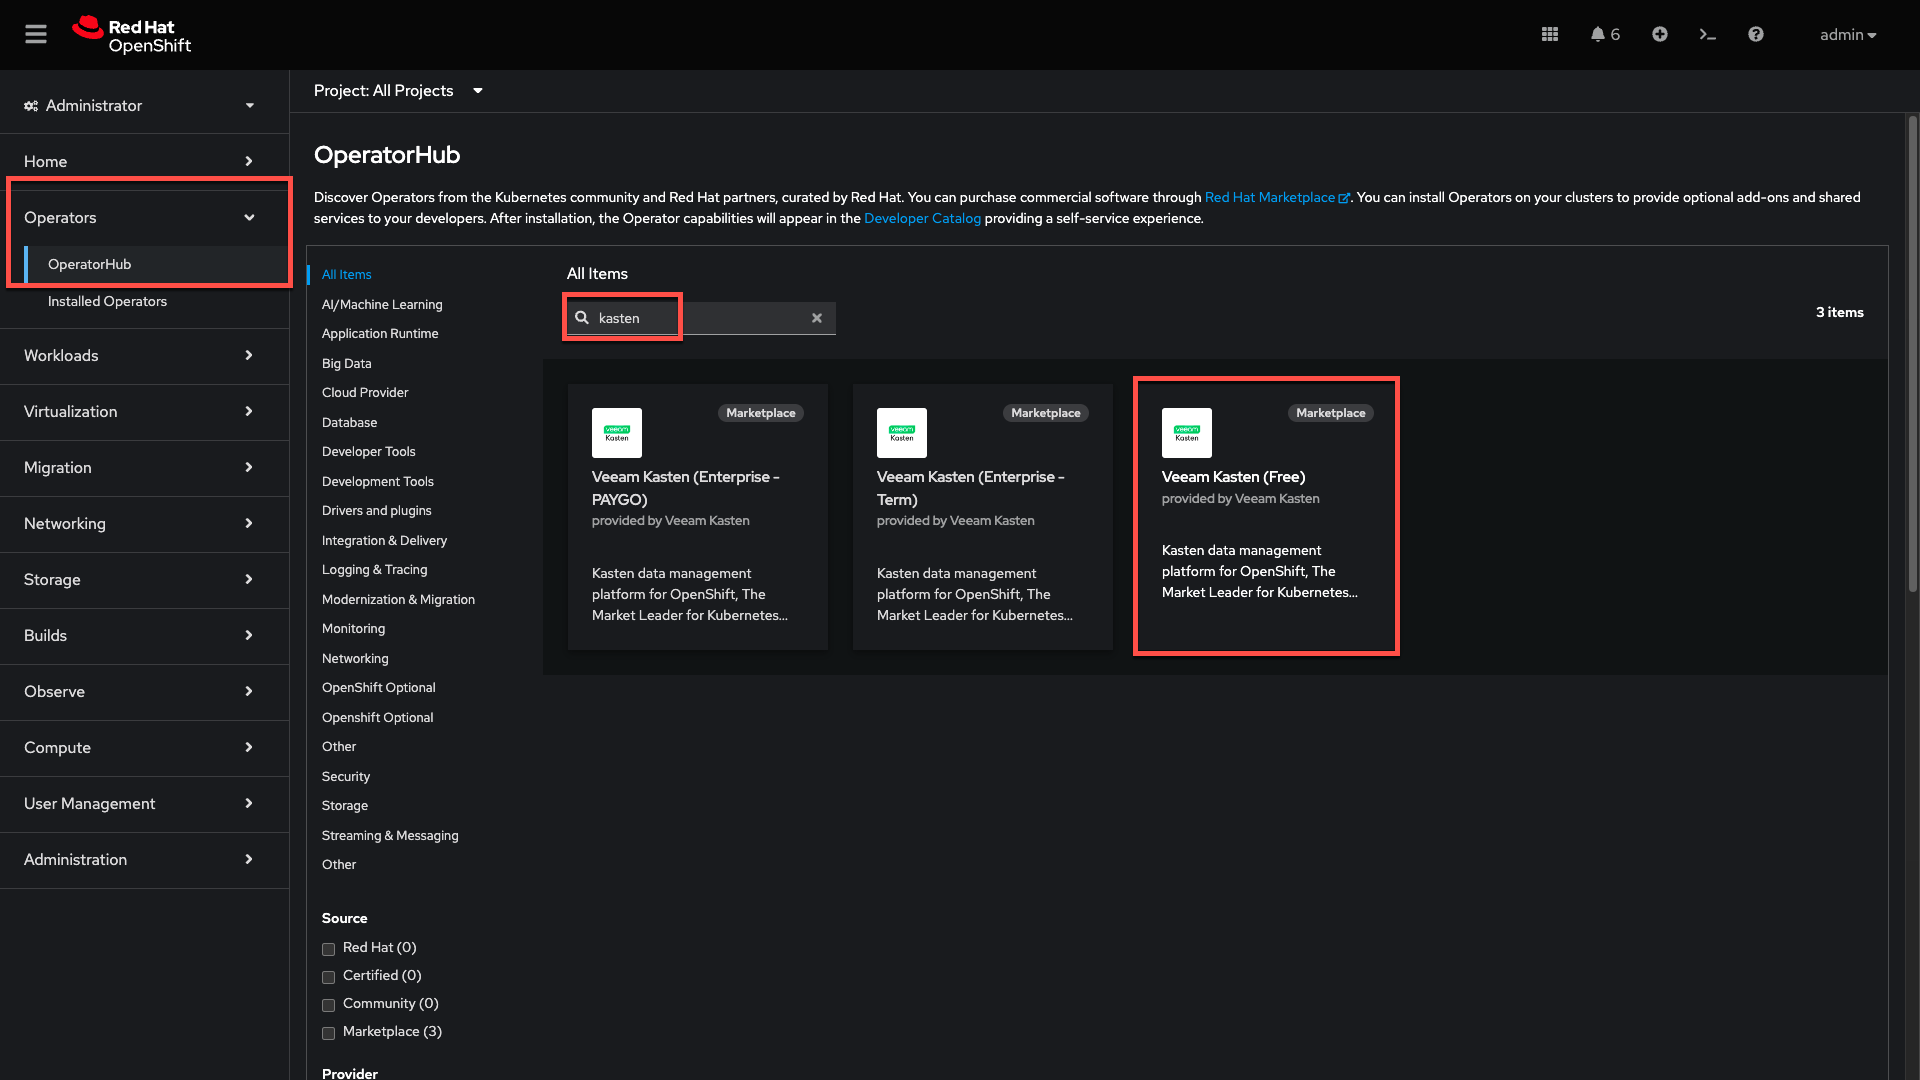 Red Hat
OpenShift
6
admin
Administrator
Home
Operators
OperatorHub
Installed Operators
Workloads
Virtualization
Migration
Networking
Storage
Builds
Observe
Compute
User Management
Administration
Project: All Projects
OperatorHub
Discover Operators from the Kubernetes community and Red Hat partners, curated by Red Hat. You can purchase commercial software through Red Hat Marketplace. You can install Operators on your clusters to provide optional add-ons and shared
services to your developers. After installation, the Operator capabilities will appear in the Developer Catalog providing a self-service experience.
All Items
AI/Machine Learning
Application Runtime
Big Data
Cloud Provider
Database
Developer Tools
Development Tools
Drivers and plugins
Integration & Delivery
Logging & Tracing
Modernization & Migration
Monitoring
Networking
OpenShift Optional
Openshift Optional
Other
Security
Storage
Streaming & Messaging
Other
Source
Red Hat (0)
Certified (0)
Community (0)
Marketplace (3)
Provider
All Items
kasten
3 items
veeam
Kasten
Marketplace
Veeam Kasten (Enterprise -
PAYGO)
provided by Veeam Kasten
Kasten data management
platform for OpenShift, The
Market Leader for Kubernetes...
veeam
Kasten
Marketplace
Veeam Kasten (Enterprise -
Term)
provided by Veeam Kasten
Kasten data management
platform for OpenShift, The
Market Leader for Kubernetes...
veeam
Kasten
Marketplace
Veeam Kasten (Free)
provided by Veeam Kasten
Kasten data management
platform for OpenShift, The
Market Leader for Kubernetes...